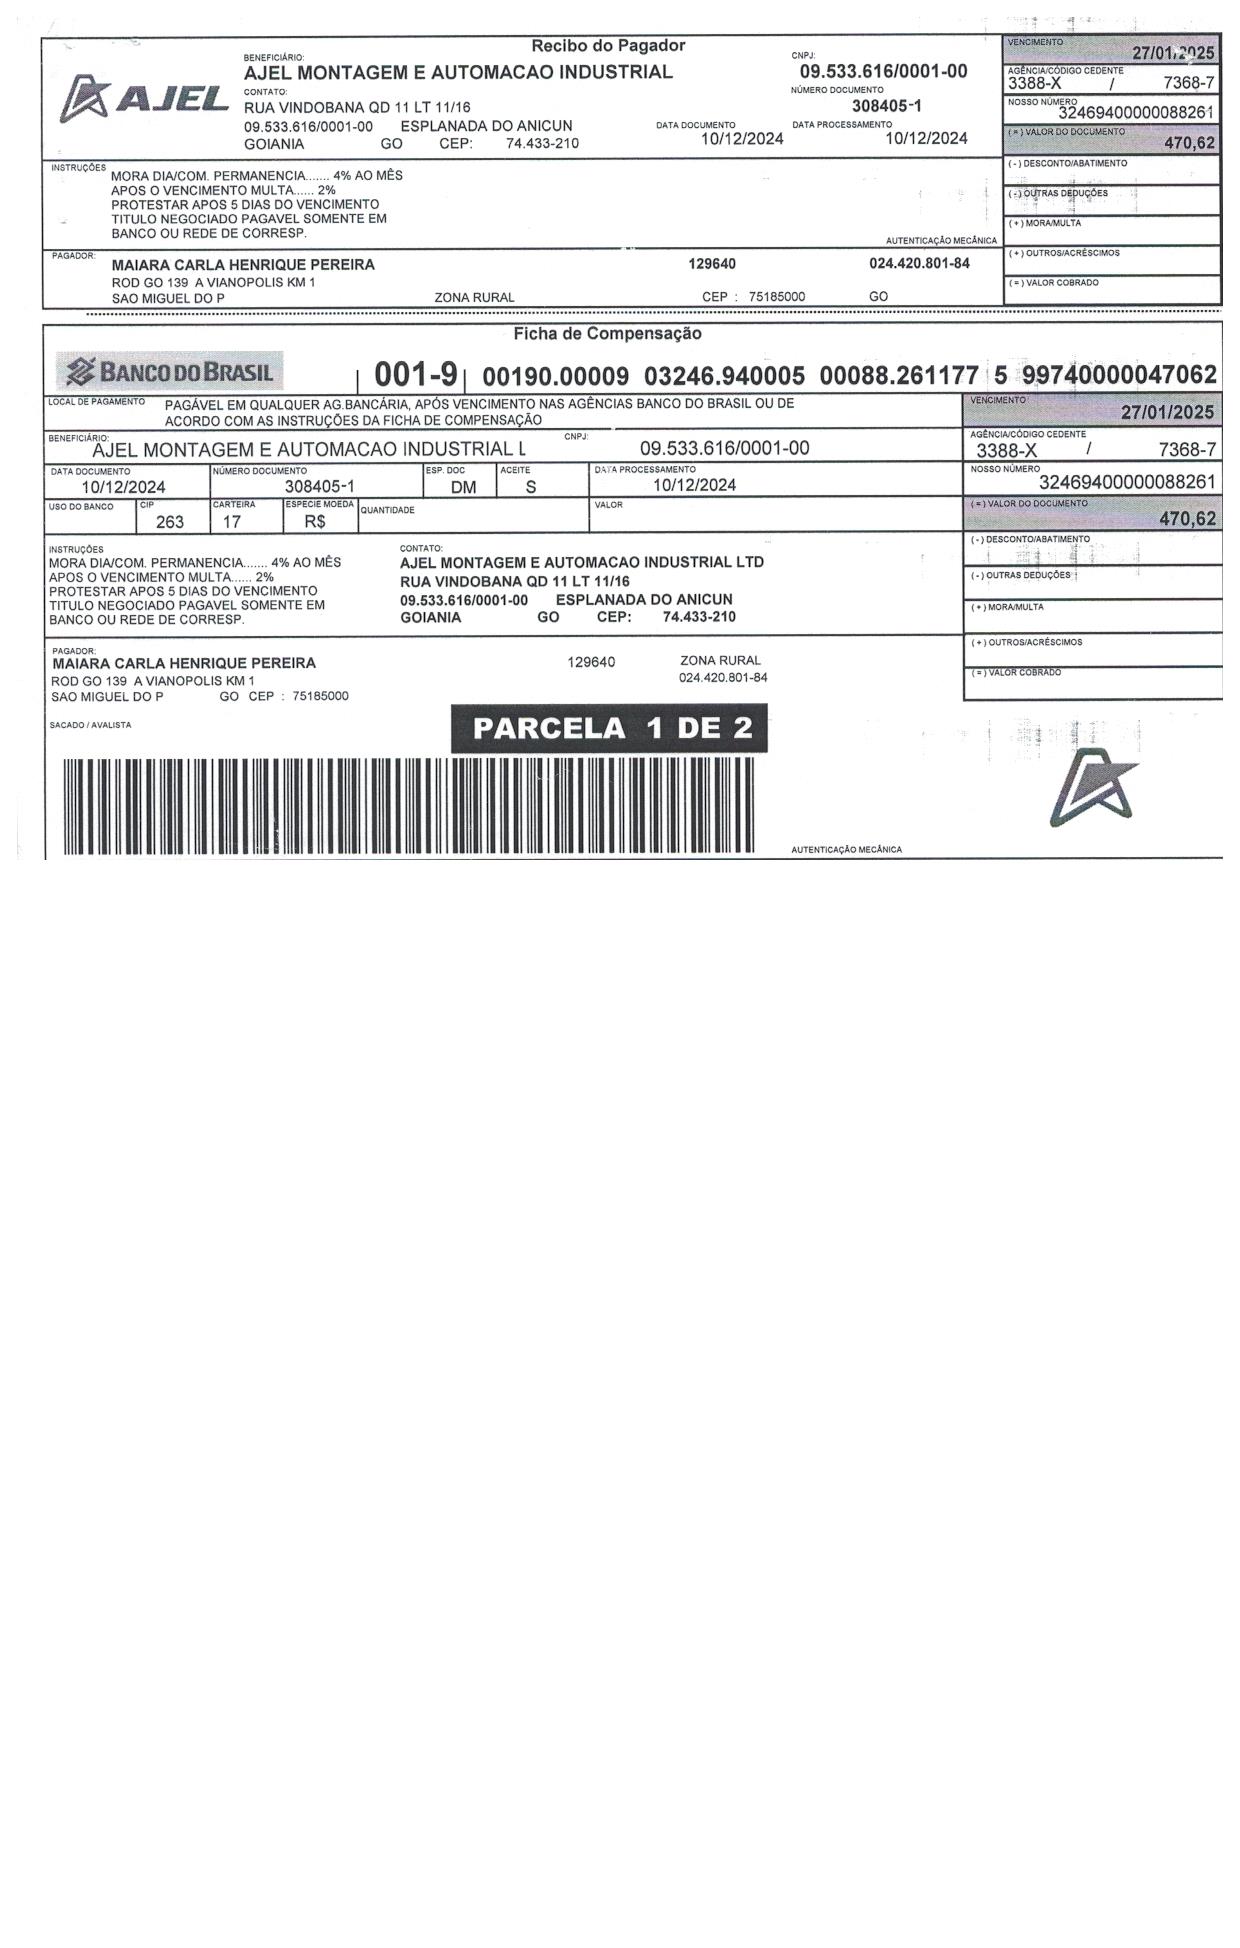 Recibo do Pagador
AJEL
BENEFICIÁRIO:
AJEL MONTAGEM E AUTOMACAO INDUSTRIAL
CNPJ:
09.533.616/0001-00
CONTATO:
RUA VINDOBANA QD 11 LT 11/16
NÚMERO DOCUMENTO
308405-1
09.533.616/0001-00 ESPLANADA DO ANICUN
GOIANIA GO CEP: 74.433-210
DATA DOCUMENTO
10/12/2024
DATA PROCESSAMENTO
10/12/2024
VENCIMENTO
27/01/2025
AGÊNCIA/CÓDIGO CEDENTE
3388-X / 7368-7
NOSSO NÚMERO
32469400000088261
( = ) VALOR DO DOCUMENTO
470,62
( - ) DESCONTO/ABATIMENTO
( - ) OUTRAS DEDUÇÕES
( + ) MORA/MULTA
( + ) OUTROS/ACRÉSCIMOS
( = ) VALOR COBRADO
INSTRUÇÕES
MORA DIA/COM. PERMANENCIA....... 4% AO MÊS
APOS O VENCIMENTO MULTA...... 2%
PROTESTAR APOS 5 DIAS DO VENCIMENTO
TITULO NEGOCIADO PAGAVEL SOMENTE EM
BANCO OU REDE DE CORRESP.
AUTENTICAÇÃO MECÂNICA
PAGADOR:
MAIARA CARLA HENRIQUE PEREIRA 129640 024.420.801-84
ROD GO 139 A VIANOPOLIS KM 1
SAO MIGUEL DO P ZONA RURAL CEP : 75185000 GO
Ficha de Compensação
BANCO DO BRASIL 001-9 00190.00009 03246.940005 00088.261177 5 99740000047062
LOCAL DE PAGAMENTO PAGÁVEL EM QUALQUER AG.BANCÁRIA, APÓS VENCIMENTO NAS AGÊNCIAS BANCO DO BRASIL OU DE
ACORDO COM AS INSTRUÇÕES DA FICHA DE COMPENSAÇÃO
VENCIMENTO
27/01/2025
BENEFICIÁRIO:
AJEL MONTAGEM E AUTOMACAO INDUSTRIAL L
CNPJ:
09.533.616/0001-00
AGÊNCIA/CÓDIGO CEDENTE
3388-X / 7368-7
DATA DOCUMENTO
10/12/2024
NÚMERO DOCUMENTO
308405-1
ESP. DOC
DM
ACEITE
S
DATA PROCESSAMENTO
10/12/2024
NOSSO NÚMERO
32469400000088261
USO DO BANCO
CIP
263
CARTEIRA
17
ESPECIE MOEDA
R$
QUANTIDADE
VALOR
( = ) VALOR DO DOCUMENTO
470,62
INSTRUÇÕES
MORA DIA/COM. PERMANENCIA....... 4% AO MÊS
APOS O VENCIMENTO MULTA...... 2%
PROTESTAR APOS 5 DIAS DO VENCIMENTO
TITULO NEGOCIADO PAGAVEL SOMENTE EM
BANCO OU REDE DE CORRESP.
CONTATO:
AJEL MONTAGEM E AUTOMACAO INDUSTRIAL LTD
RUA VINDOBANA QD 11 LT 11/16
09.533.616/0001-00 ESPLANADA DO ANICUN
GOIANIA GO CEP: 74.433-210
( - ) DESCONTO/ABATIMENTO
( - ) OUTRAS DEDUÇÕES
( + ) MORA/MULTA
( + ) OUTROS/ACRÉSCIMOS
( = ) VALOR COBRADO
PAGADOR:
MAIARA CARLA HENRIQUE PEREIRA 129640 ZONA RURAL
ROD GO 139 A VIANOPOLIS KM 1 024.420.801-84
SAO MIGUEL DO P GO CEP : 75185000
SACADO / AVALISTA
PARCELA 1 DE 2
AUTENTICAÇÃO MECÂNICA